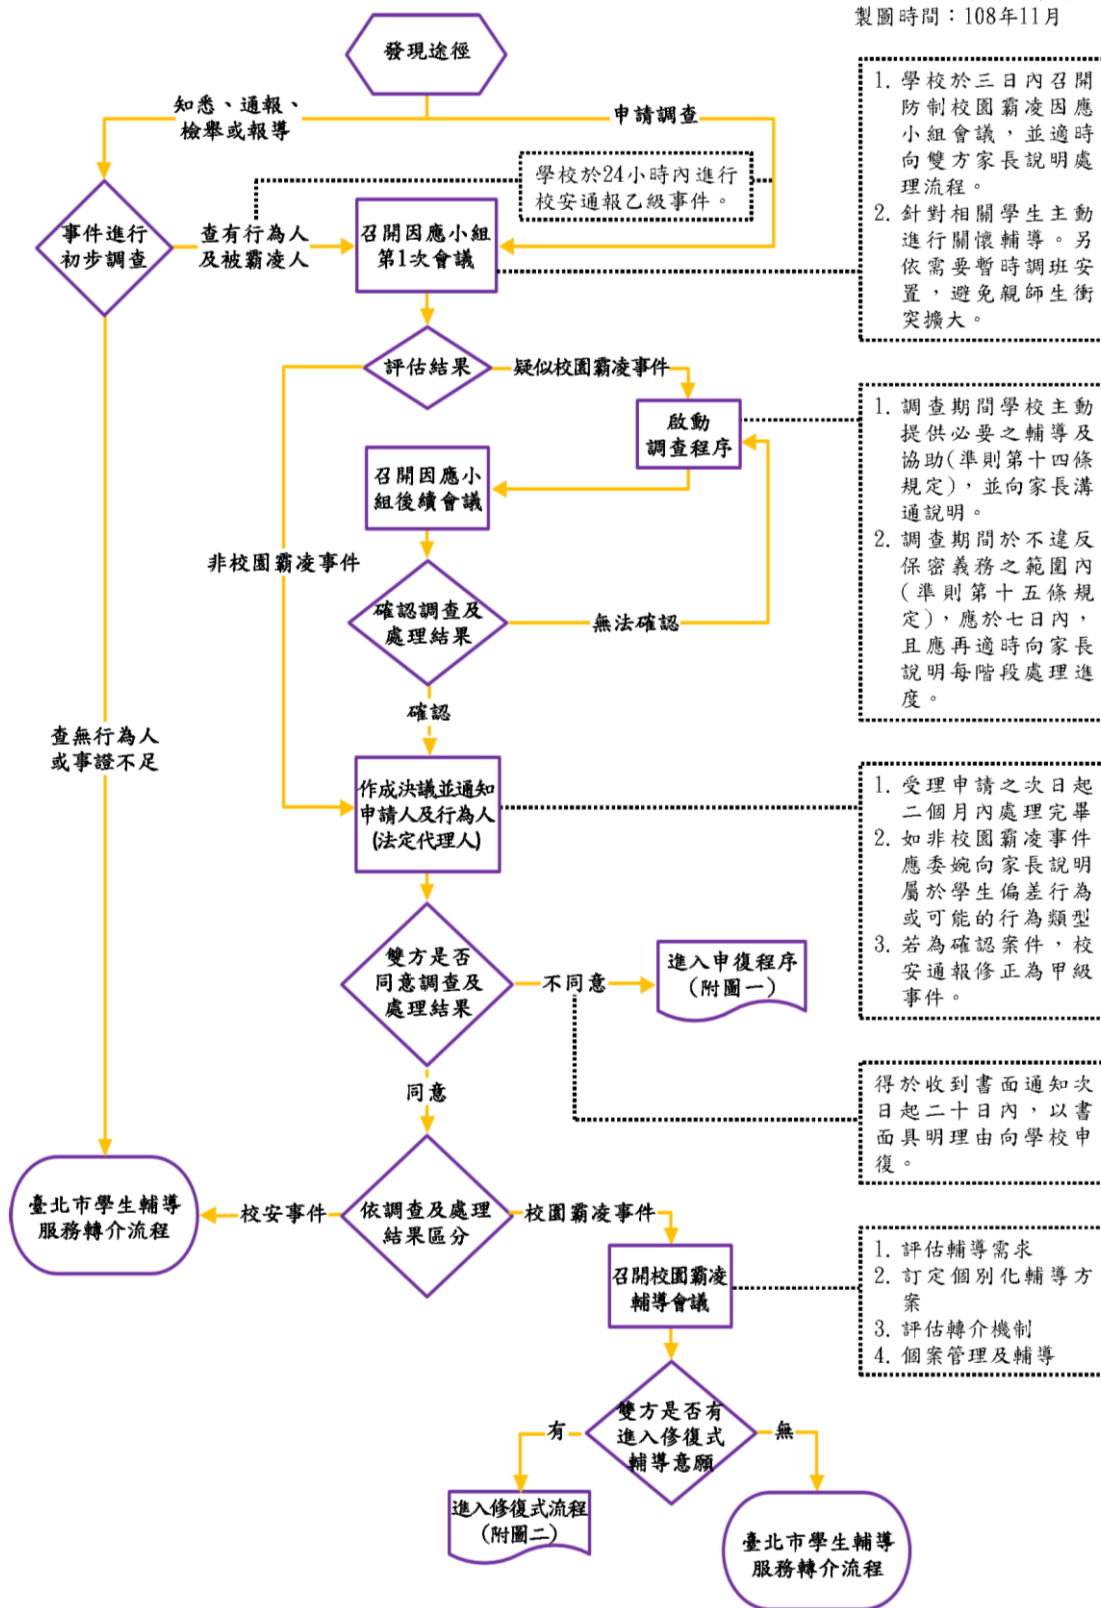 製圖時間：108年11月
發現途徑
知悉、通報、
檢舉或報導
申請調查
學校於24小時內進行
校安通報乙級事件。
1. 學校於三日內召開
防制校園霸凌因應
小組會議，並適時
向雙方家長說明處
理流程。
2. 針對相關學生主動
進行關懷輔導。另
依需要暫時調班安
置，避免親師生衝
突擴大。
事件進行
初步調查
查有行為人
及被霸凌人
召開因應小組
第1次會議
評估結果
疑似校園霸凌事件
啟動
調查程序
1. 調查期間學校主動
提供必要之輔導及
協助(準則第十四條
規定)，並向家長溝
通說明。
2. 調查期間於不違反
保密義務之範圍內
(準則第十五條規
定)，應於七日內，
且應再適時向家長
說明每階段處理進
度。
召開因應小
組後續會議
非校園霸凌事件
確認調查及
處理結果
無法確認
確認
查無行為人
或事證不足
作成決議並通知
申請人及行為人
(法定代理人)
1. 受理申請之次日起
二個月內處理完畢
2. 如非校園霸凌事件
應委婉向家長說明
屬於學生偏差行為
或可能的行為類型
3. 若為確認案件，校
安通報修正為甲級
事件。
雙方是否
同意調查及
處理結果
不同意
進入申復程序
(附圖一)
同意
得於收到書面通知次
日起二十日內，以書
面具明理由向學校申
復。
臺北市學生輔導
服務轉介流程
校安事件
依調查及處理
結果區分
校園霸凌事件
召開校園霸凌
輔導會議
1. 評估輔導需求
2. 訂定個別化輔導方
案
3. 評估轉介機制
4. 個案管理及輔導
雙方是否有
進入修復式
輔導意願
有
無
進入修復式流程
(附圖二)
臺北市學生輔導
服務轉介流程